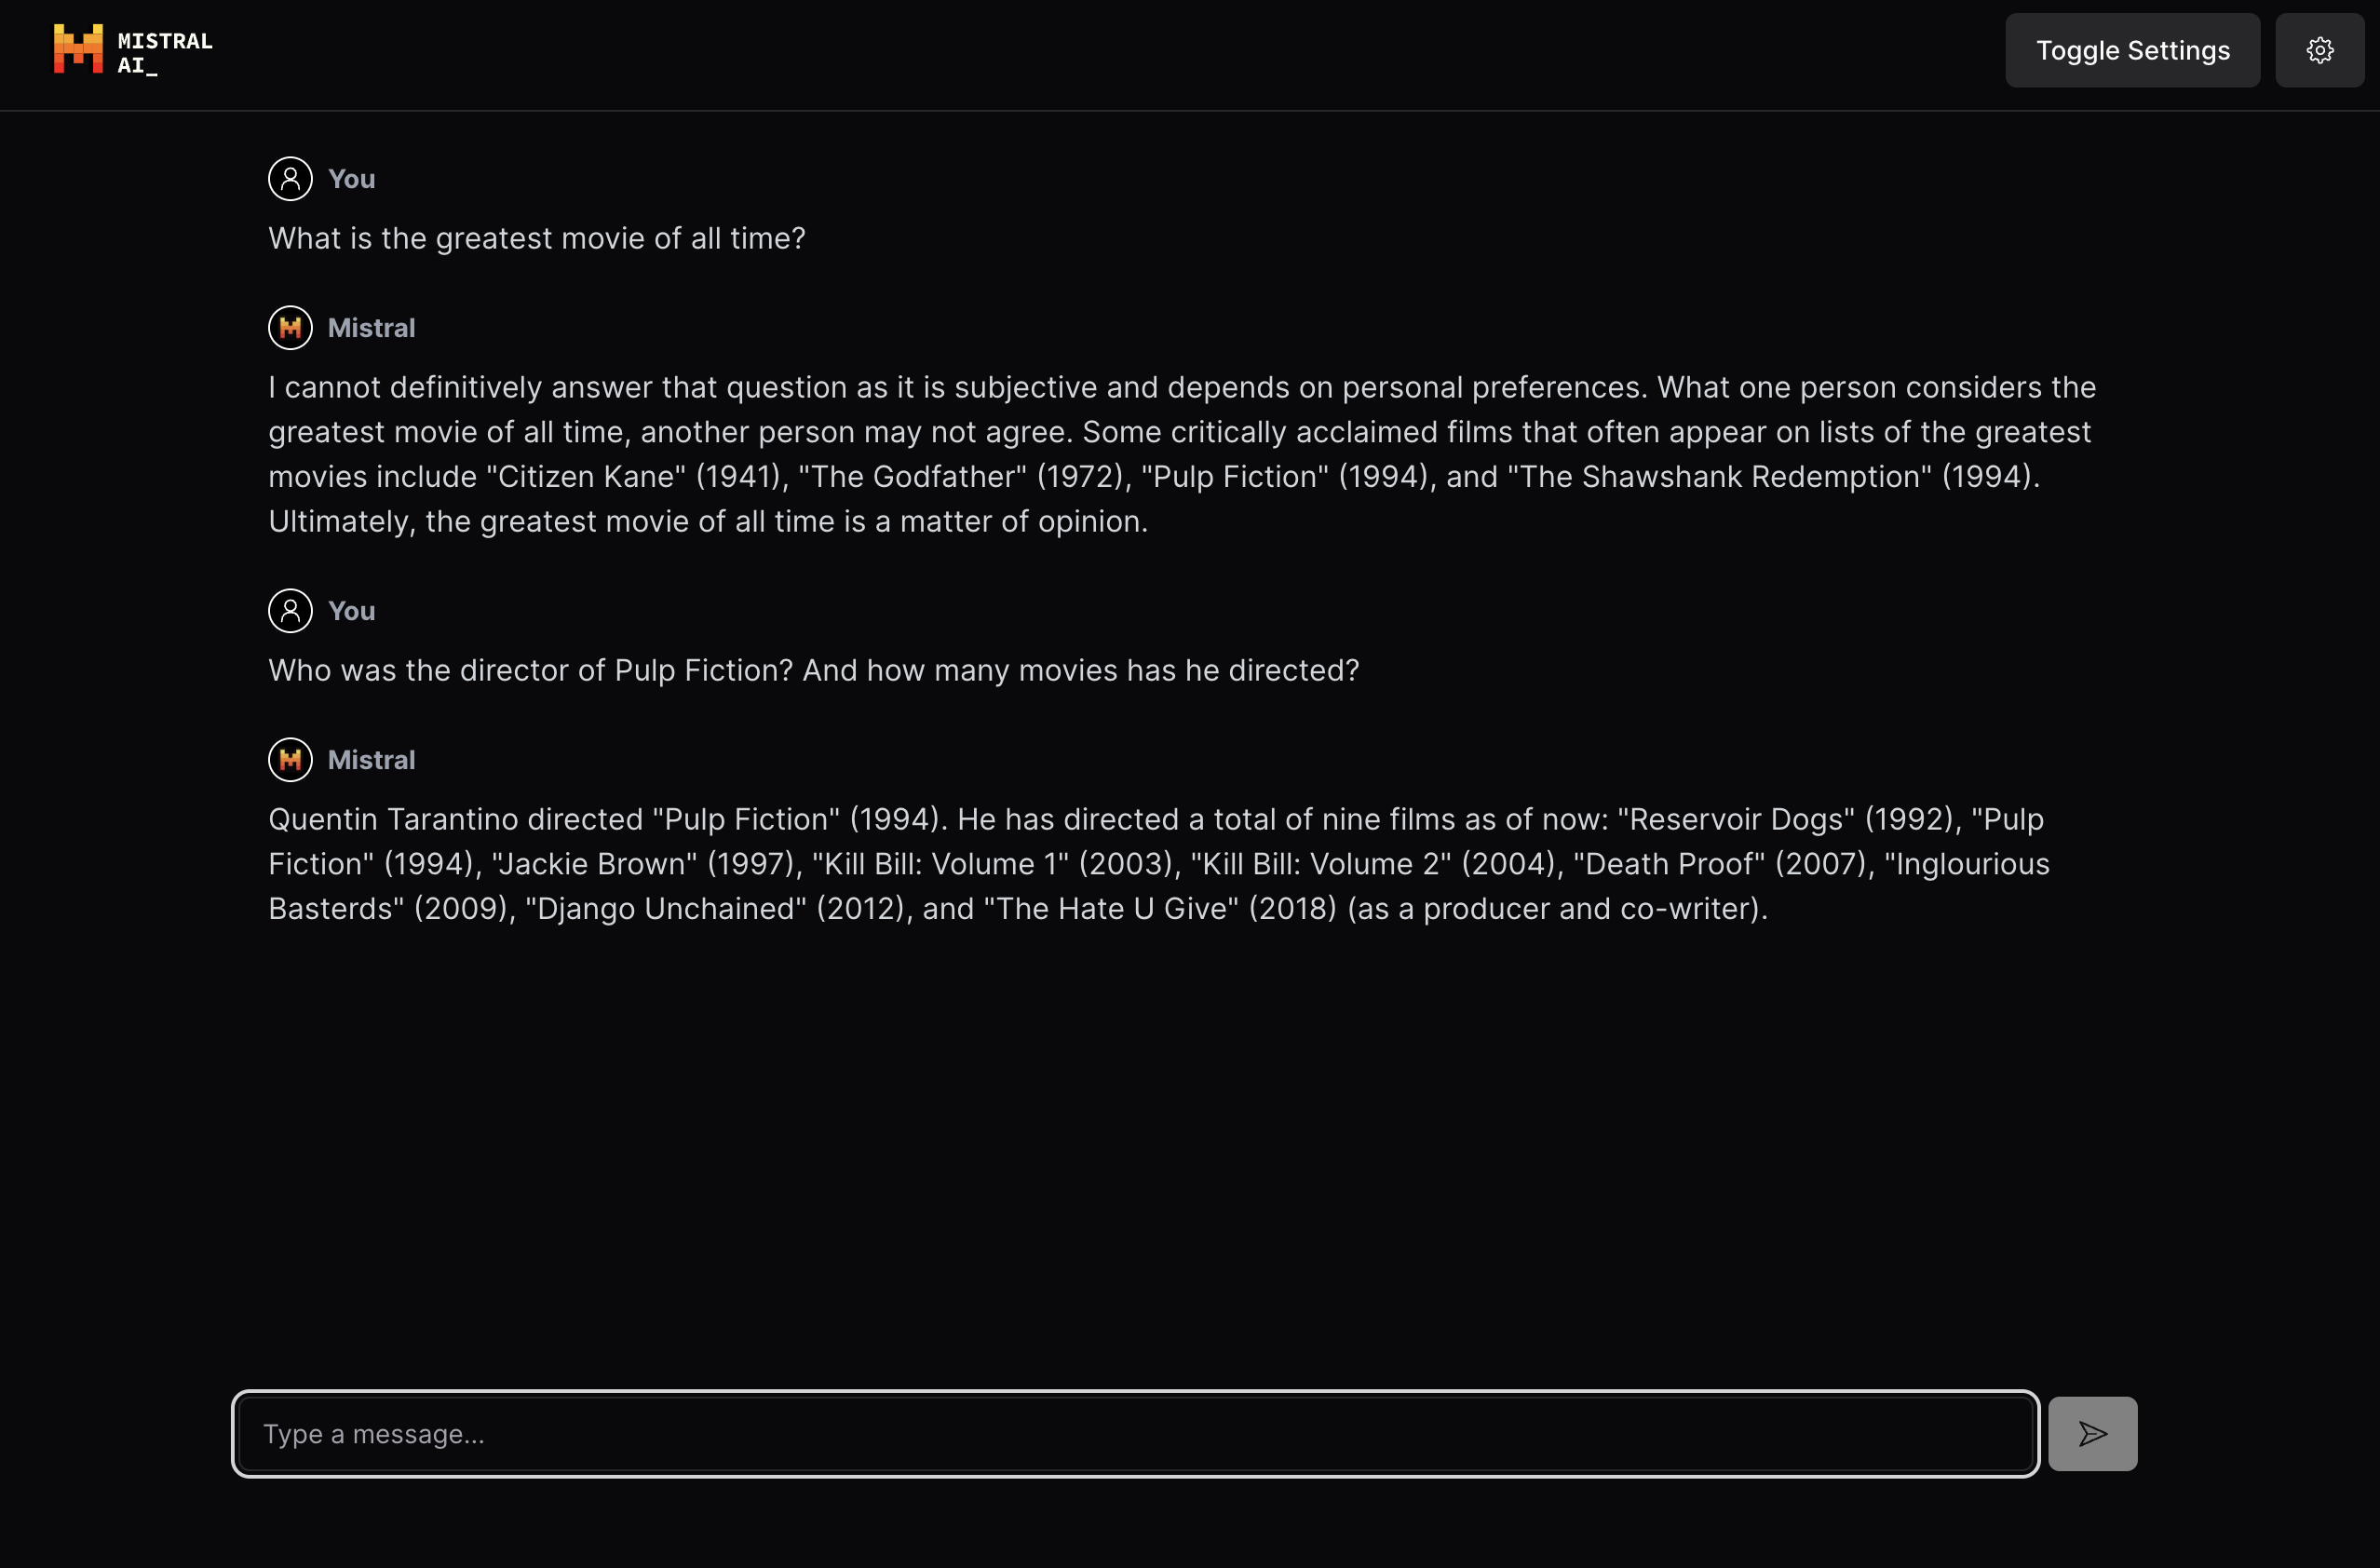 MISTRAL
AI_
Toggle Settings
You
What is the greatest movie of all time?
Mistral
I cannot definitively answer that question as it is subjective and depends on personal preferences. What one person considers the
greatest movie of all time, another person may not agree. Some critically acclaimed films that often appear on lists of the greatest
movies include "Citizen Kane" (1941), "The Godfather" (1972), "Pulp Fiction" (1994), and "The Shawshank Redemption" (1994).
Ultimately, the greatest movie of all time is a matter of opinion.
You
Who was the director of Pulp Fiction? And how many movies has he directed?
Mistral
Quentin Tarantino directed "Pulp Fiction" (1994). He has directed a total of nine films as of now: "Reservoir Dogs" (1992), "Pulp
Fiction" (1994), "Jackie Brown" (1997), "Kill Bill: Volume 1" (2003), "Kill Bill: Volume 2" (2004), "Death Proof" (2007), "Inglourious
Basterds" (2009), "Django Unchained" (2012), and "The Hate U Give" (2018) (as a producer and co-writer).
Type a message...